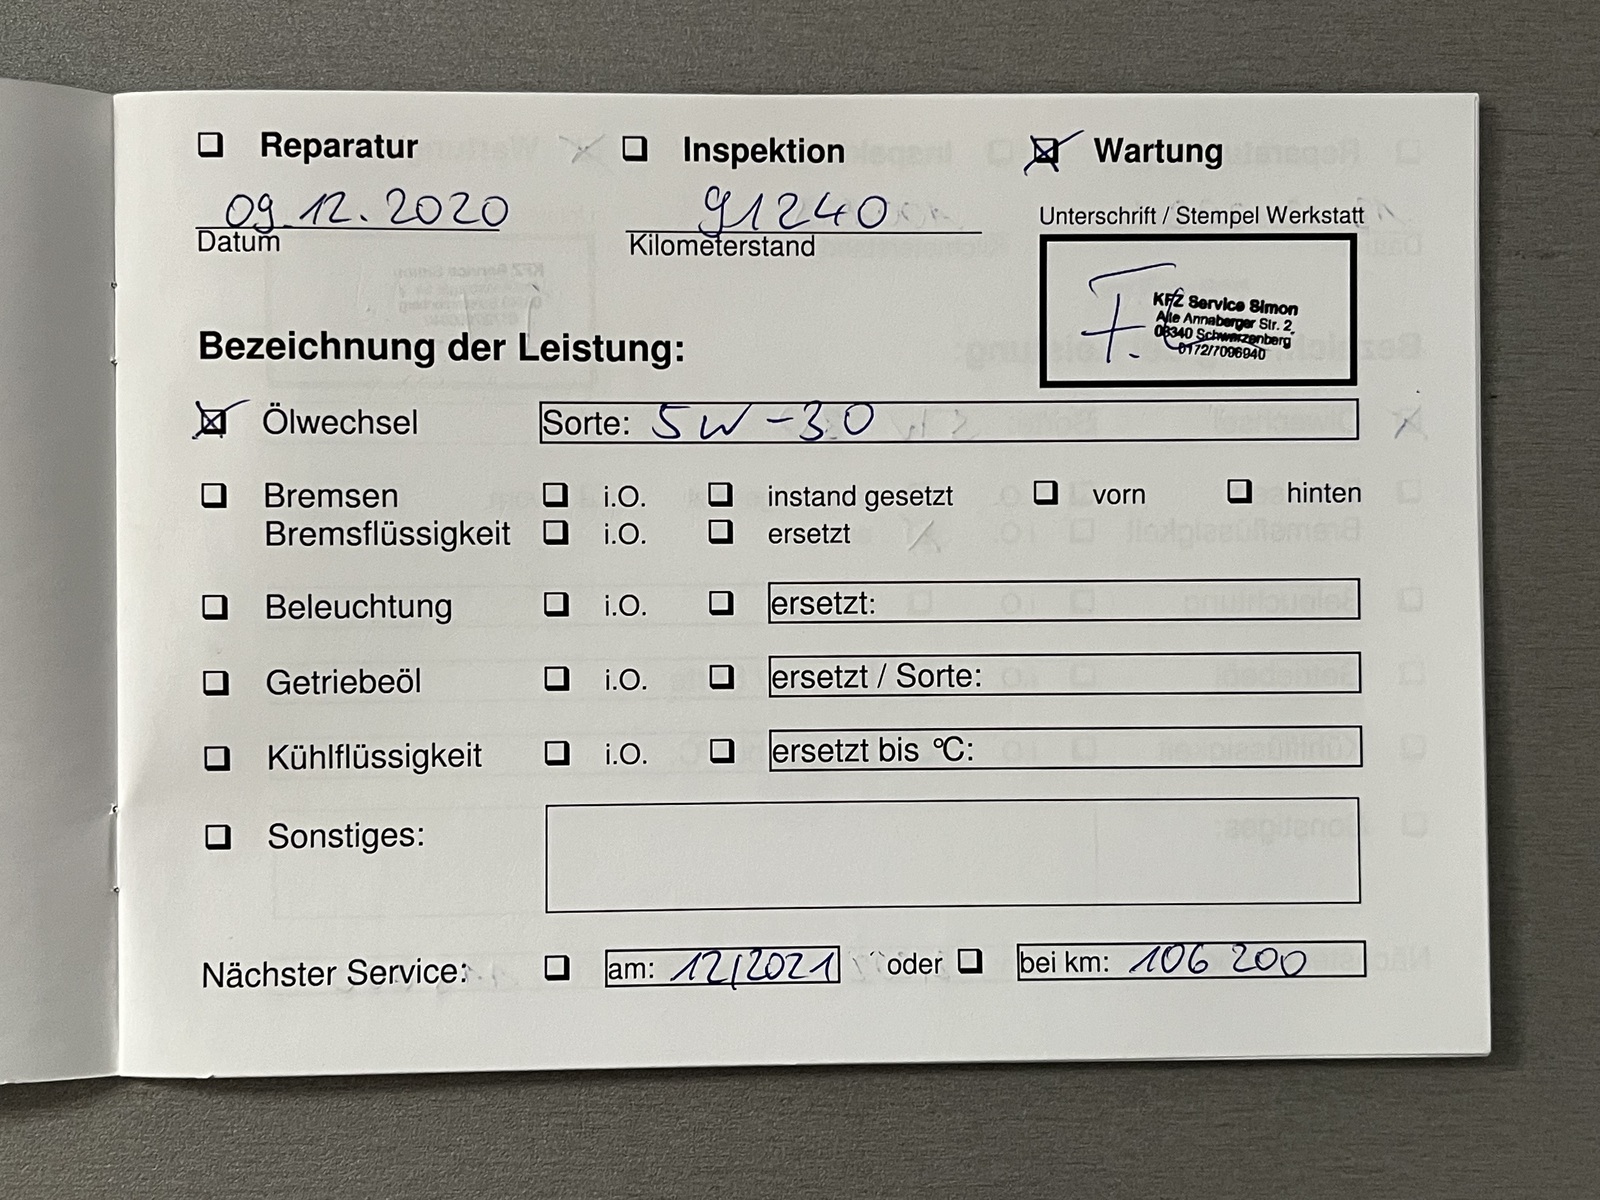 ❏ Reparatur ❏ Inspektion ☒ Wartung
09.12.2020 91240 Unterschrift / Stempel Werkstatt
Datum Kilometerstand
KFZ Service Simon
Alte Annaberger Str. 2
08340 Schwarzenberg
0172/7096940
Bezeichnung der Leistung:
☒ Ölwechsel Sorte: 5W-30
❏ Bremsen ❏ i.O. ❏ instand gesetzt ❏ vorn ❏ hinten
Bremsflüssigkeit ❏ i.O. ❏ ersetzt
❏ Beleuchtung ❏ i.O. ❏ ersetzt:
❏ Getriebeöl ❏ i.O. ❏ ersetzt / Sorte:
❏ Kühlflüssigkeit ❏ i.O. ❏ ersetzt bis °C:
❏ Sonstiges:
Nächster Service: ❏ am: 12/2021 oder ❏ bei km: 106 200